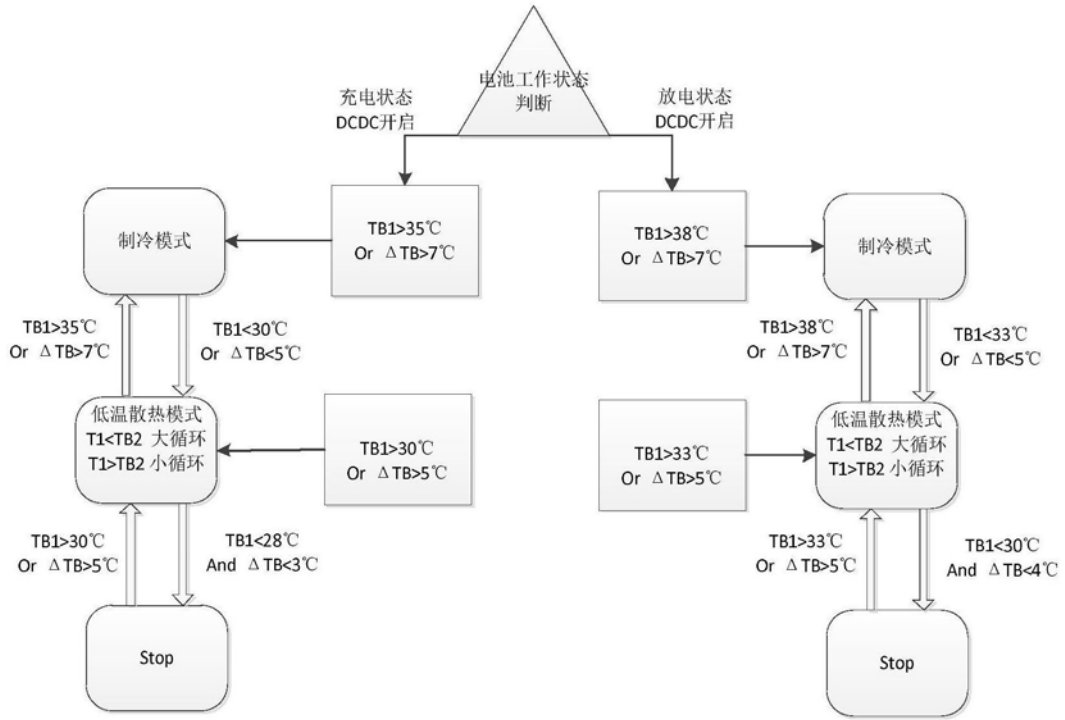 电池工作状态
判断
充电状态
DCDC开启
放电状态
DCDC开启
TB1>35℃
Or ΔTB>7℃
TB1>38℃
Or ΔTB>7℃
制冷模式
制冷模式
TB1>35℃
Or ΔTB>7℃
TB1<30℃
Or ΔTB<5℃
TB1>38℃
Or ΔTB>7℃
TB1<33℃
Or ΔTB<5℃
低温散热模式
T1<TB2 大循环
T1>TB2 小循环
TB1>30℃
Or ΔTB>5℃
TB1>33℃
Or ΔTB>5℃
低温散热模式
T1<TB2 大循环
T1>TB2 小循环
TB1>30℃
Or ΔTB>5℃
TB1<28℃
And ΔTB<3℃
TB1>33℃
Or ΔTB>5℃
TB1<30℃
And ΔTB<4℃
Stop
Stop